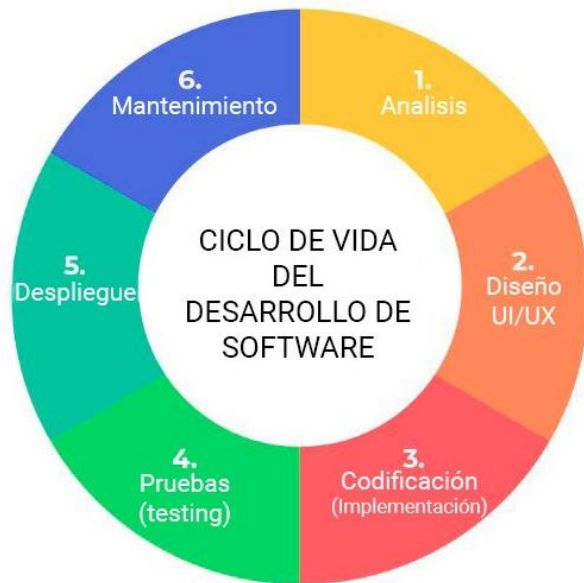 CICLO DE VIDA
DEL
DESARROLLO DE
SOFTWARE
1.
Analisis
2.
Diseño
UI/UX
3.
Codificación
(Implementación)
4.
Pruebas
(testing)
5.
Despliegue
6.
Mantenimiento